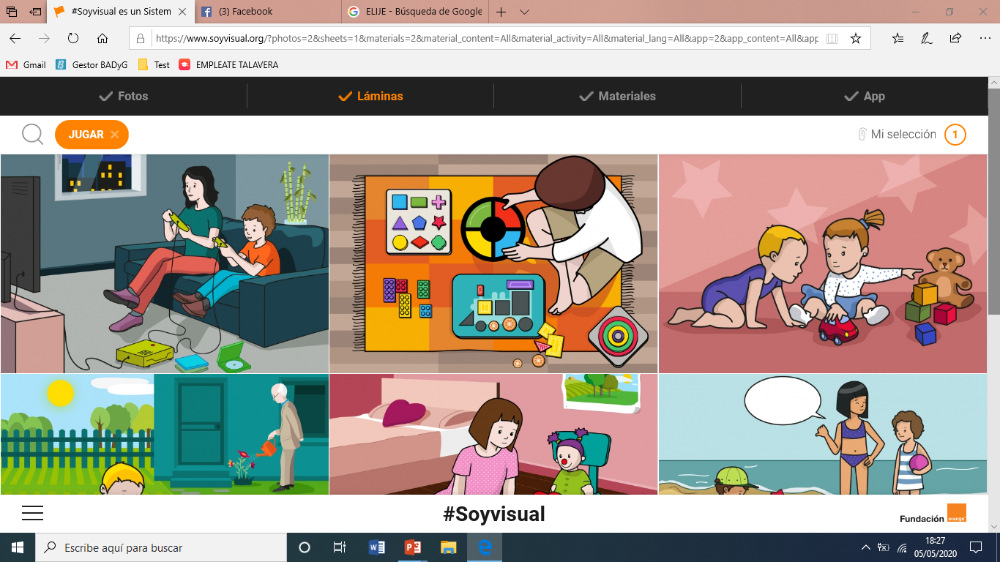 #Soyvisual es un Sistem
(3) Facebook
ELIJE - Búsqueda de Google
https://www.soyvisual.org/?photos=2&sheets=1&materials=2&material_content=All&material_activity=All&material_lang=All&app=2&app_content=All&app
Gmail
Gestor BADyG
Test
EMPLEATE TALAVERA
Fotos
Láminas
Materiales
App
JUGAR
Mi selección
1
#Soyvisual
Fundación
orange
Escribe aquí para buscar
18:27
05/05/2020